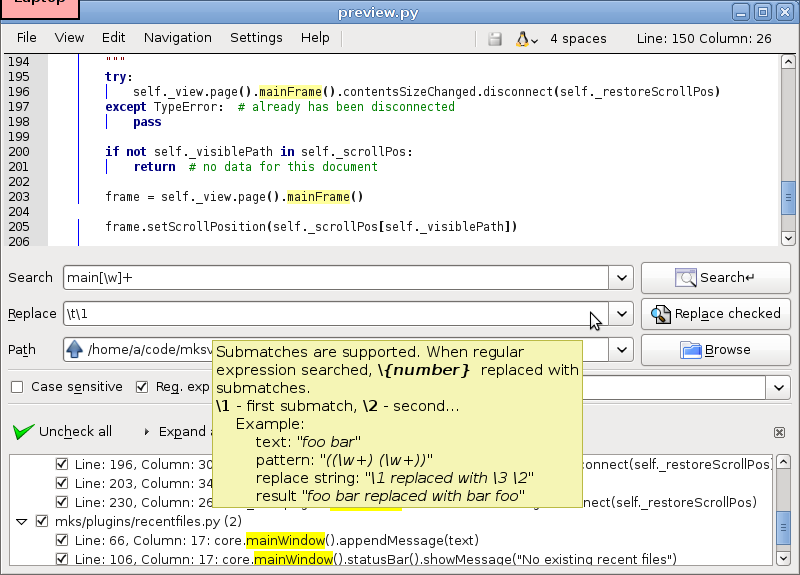 Laptop
preview.py
File View Edit Navigation Settings Help 4 spaces Line: 150 Column: 26
194 """
195 try:
196 self._view.page().mainFrame().contentsSizeChanged.disconnect(self._restoreScrollPos)
197 except TypeError: # already has been disconnected
198 pass
199
200 if not self._visiblePath in self._scrollPos:
201 return # no data for this document
202
203 frame = self._view.page().mainFrame()
204
205 frame.setScrollPosition(self._scrollPos[self._visiblePath])
206
Search main[\w]+ Search↵
Replace \t\1 Replace checked
Path /home/a/code/mksv Browse
Case sensitive Reg. exp
Submatches are supported. When regular
expression searched, \{number} replaced with
submatches.
\1 - first submatch, \2 - second...
Example:
text: "foo bar"
pattern: "((\w+) (\w+))"
replace string: "\1 replaced with \3 \2"
result "foo bar replaced with bar foo"
Uncheck all Expand a
Line: 196, Column: 30 connect(self._restoreScrollPos)
Line: 203, Column: 34
Line: 230, Column: 26 connect(self._restoreScrollPos)
mks/plugins/recentfiles.py (2)
Line: 66, Column: 17: core.mainWindow().appendMessage(text)
Line: 106, Column: 17: core.mainWindow().statusBar().showMessage("No existing recent files")